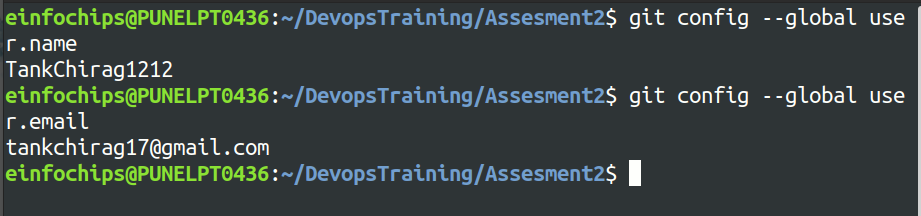 einfochips@PUNELPT0436:~/DevopsTraining/Assesment2$ git config --global use
r.name
TankChirag1212
einfochips@PUNELPT0436:~/DevopsTraining/Assesment2$ git config --global use
r.email
tankchirag17@gmail.com
einfochips@PUNELPT0436:~/DevopsTraining/Assesment2$